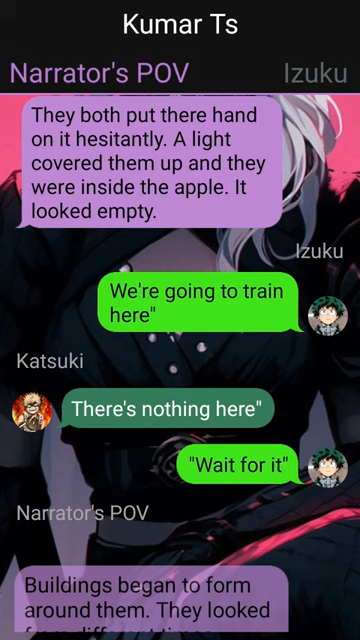 Kumar Ts
Narrator's POV Izuku
They both put there hand
on it hesitantly. A light
covered them up and they
were inside the apple. It
looked empty.
Izuku
We're going to train
here"
Katsuki
There's nothing here"
"Wait for it"
Narrator's POV
Buildings began to form
around them. They looked